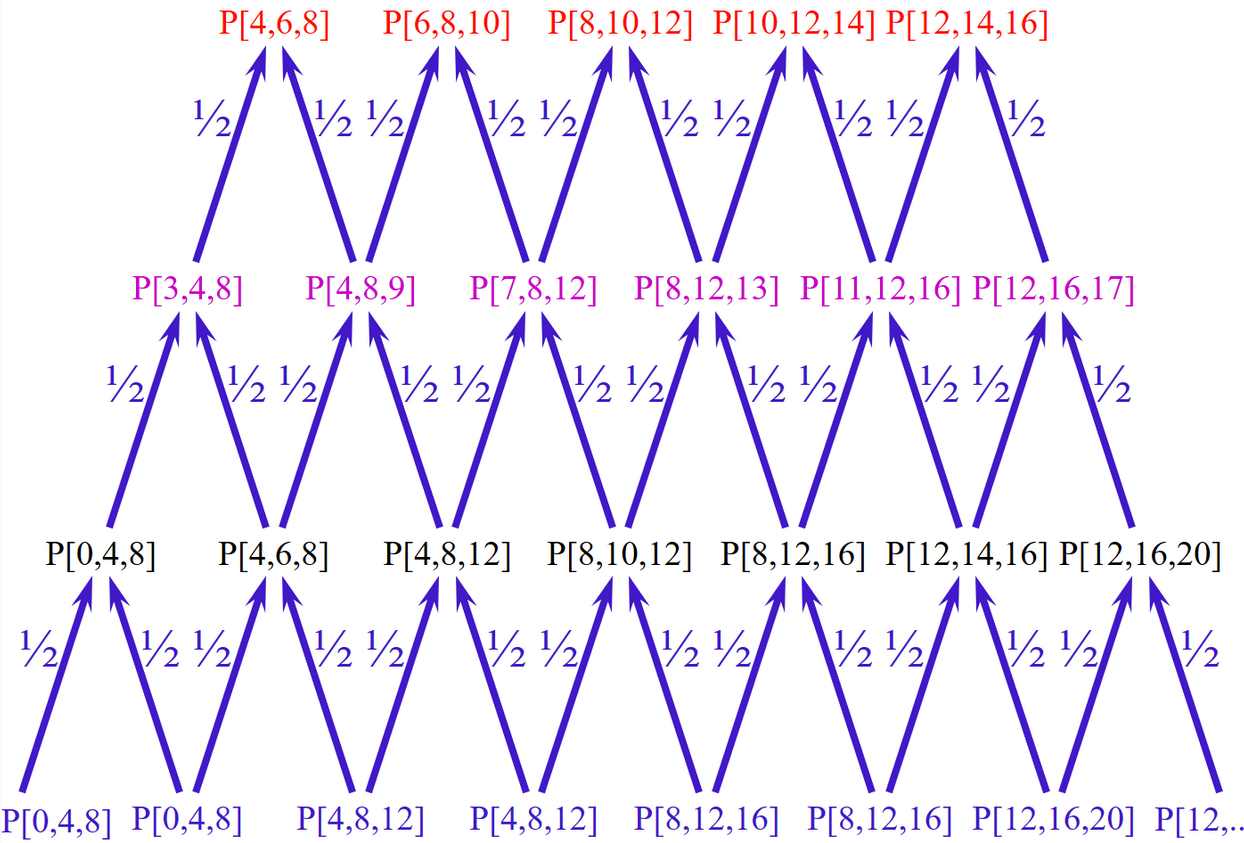 P[4,6,8] P[6,8,10] P[8,10,12] P[10,12,14] P[12,14,16]
½ ½ ½ ½ ½ ½ ½ ½ ½ ½
P[3,4,8] P[4,8,9] P[7,8,12] P[8,12,13] P[11,12,16] P[12,16,17]
½ ½ ½ ½ ½ ½ ½ ½ ½ ½ ½ ½
P[0,4,8] P[4,6,8] P[4,8,12] P[8,10,12] P[8,12,16] P[12,14,16] P[12,16,20]
½ ½ ½ ½ ½ ½ ½ ½ ½ ½ ½ ½ ½ ½
P[0,4,8] P[0,4,8] P[4,8,12] P[4,8,12] P[8,12,16] P[8,12,16] P[12,16,20] P[12,..